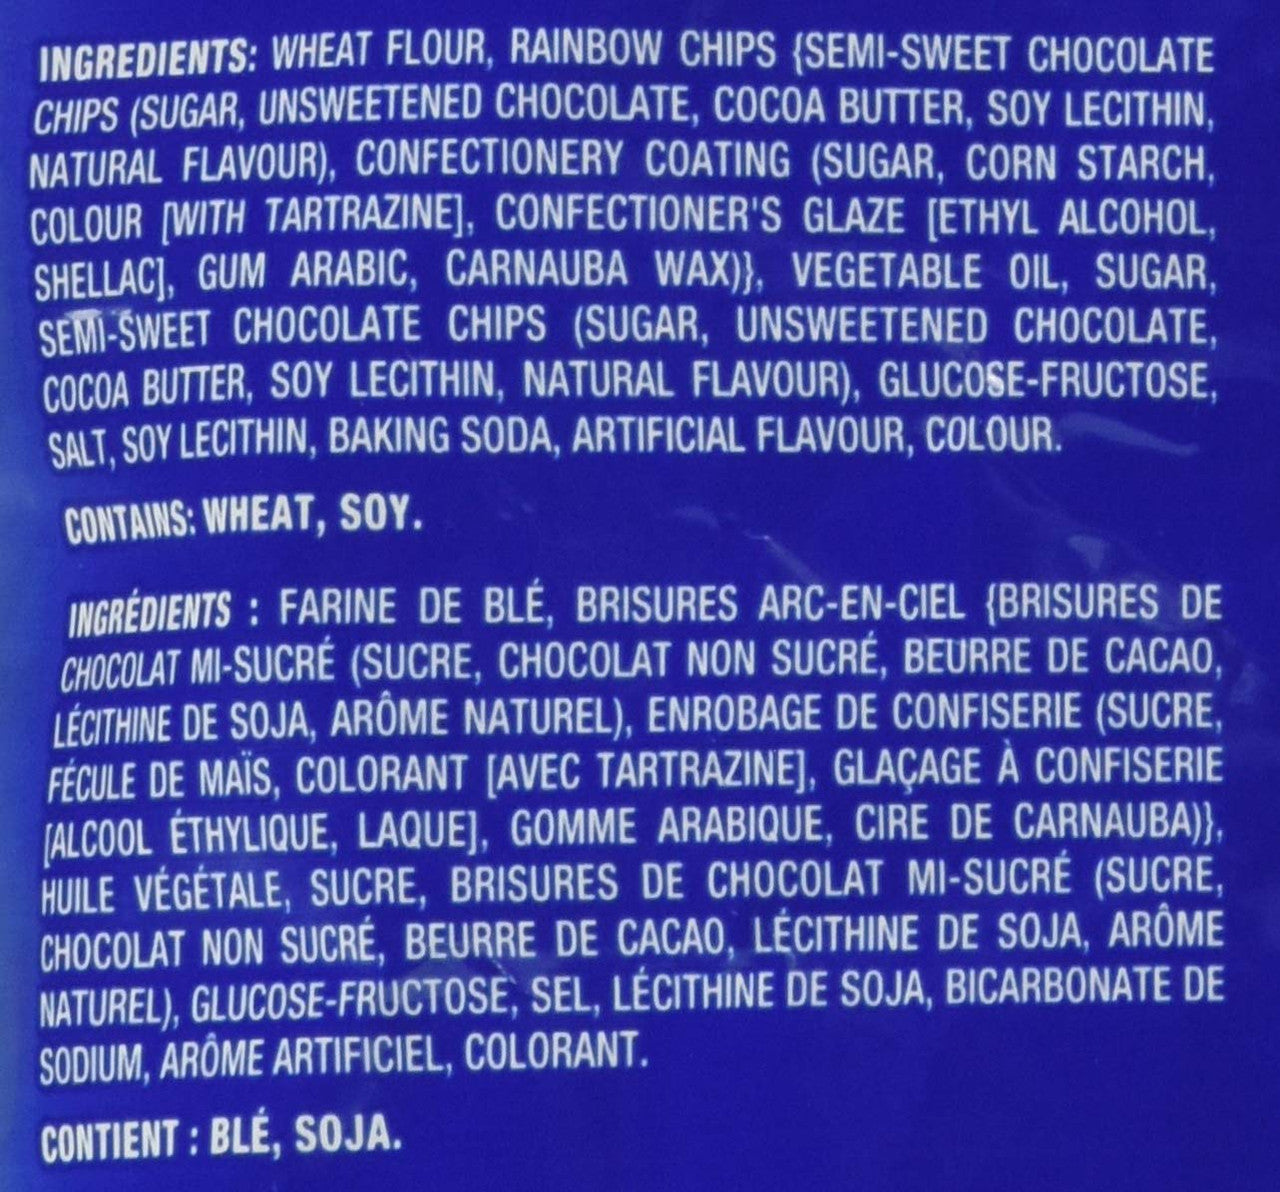 INGREDIENTS: WHEAT FLOUR, RAINBOW CHIPS {SEMI-SWEET CHOCOLATE
CHIPS (SUGAR, UNSWEETENED CHOCOLATE, COCOA BUTTER, SOY LECITHIN,
NATURAL FLAVOUR), CONFECTIONERY COATING (SUGAR, CORN STARCH,
COLOUR [WITH TARTRAZINE], CONFECTIONER'S GLAZE [ETHYL ALCOHOL,
SHELLAC], GUM ARABIC, CARNAUBA WAX)}, VEGETABLE OIL, SUGAR,
SEMI-SWEET CHOCOLATE CHIPS (SUGAR, UNSWEETENED CHOCOLATE,
COCOA BUTTER, SOY LECITHIN, NATURAL FLAVOUR), GLUCOSE-FRUCTOSE,
SALT, SOY LECITHIN, BAKING SODA, ARTIFICIAL FLAVOUR, COLOUR.
CONTAINS: WHEAT, SOY.
INGRÉDIENTS : FARINE DE BLÉ, BRISURES ARC-EN-CIEL {BRISURES DE
CHOCOLAT MI-SUCRÉ (SUCRE, CHOCOLAT NON SUCRÉ, BEURRE DE CACAO,
LÉCITHINE DE SOJA, ARÔME NATUREL), ENROBAGE DE CONFISERIE (SUCRE,
FÉCULE DE MAÏS, COLORANT [AVEC TARTRAZINE], GLAÇAGE À CONFISERIE
[ALCOOL ÉTHYLIQUE, LAQUE], GOMME ARABIQUE, CIRE DE CARNAUBA)},
HUILE VÉGÉTALE, SUCRE, BRISURES DE CHOCOLAT MI-SUCRÉ (SUCRE,
CHOCOLAT NON SUCRÉ, BEURRE DE CACAO, LÉCITHINE DE SOJA, ARÔME
NATUREL), GLUCOSE-FRUCTOSE, SEL, LÉCITHINE DE SOJA, BICARBONATE DE
SODIUM, ARÔME ARTIFICIEL, COLORANT.
CONTIENT : BLÉ, SOJA.